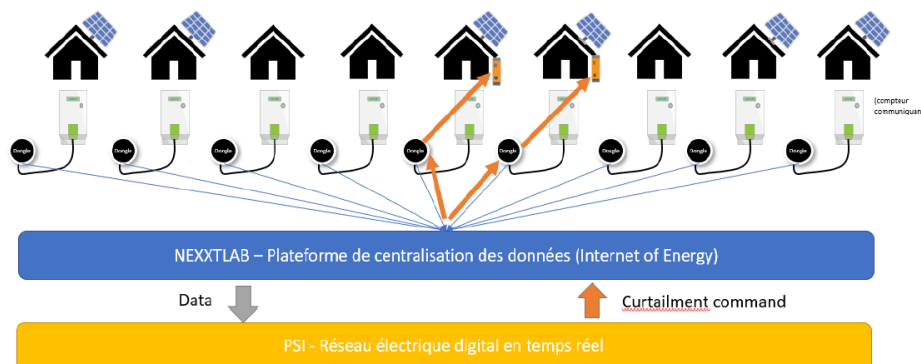 (compteur
communiquan
Dongle Dongle Dongle Dongle Dongle Dongle Dongle Dongle Dongle
NEXXTLAB – Plateforme de centralisation des données (Internet of Energy)
Data
Curtailment command
PSI - Réseau électrique digital en temps réel